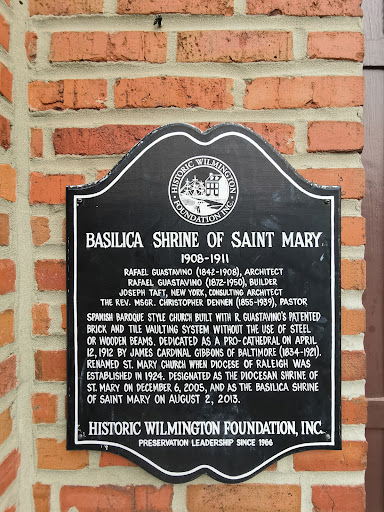 HISTORIC WILMINGTON
FOUNDATION INC.
BASILICA SHRINE OF SAINT MARY
1908-1911
RAFAEL GUASTAVINO (1842-1908), ARCHITECT
RAFAEL GUASTAVINO (1872-1950), BUILDER
JOSEPH TAFT, NEW YORK, CONSULTING ARCHITECT
THE REV. MSGR. CHRISTOPHER DENNEN (1855-1939), PASTOR
SPANISH BAROQUE STYLE CHURCH BUILT WITH R. GUASTAVINO'S PATENTED
BRICK AND TILE VAULTING SYSTEM WITHOUT THE USE OF STEEL
OR WOODEN BEAMS. DEDICATED AS A PRO-CATHEDRAL ON APRIL
12, 1912 BY JAMES CARDINAL GIBBONS OF BALTIMORE (1834-1921).
RENAMED ST. MARY CHURCH WHEN DIOCESE OF RALEIGH WAS
ESTABLISHED IN 1924. DESIGNATED AS THE DIOCESAN SHRINE OF
ST. MARY ON DECEMBER 6, 2005, AND AS THE BASILICA SHRINE
OF SAINT MARY ON AUGUST 2, 2013.
HISTORIC WILMINGTON FOUNDATION, INC.
PRESERVATION LEADERSHIP SINCE 1966